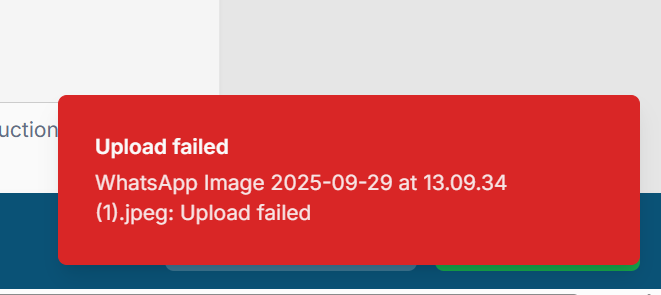 uction
Upload failed
WhatsApp Image 2025-09-29 at 13.09.34
(1).jpeg: Upload failed